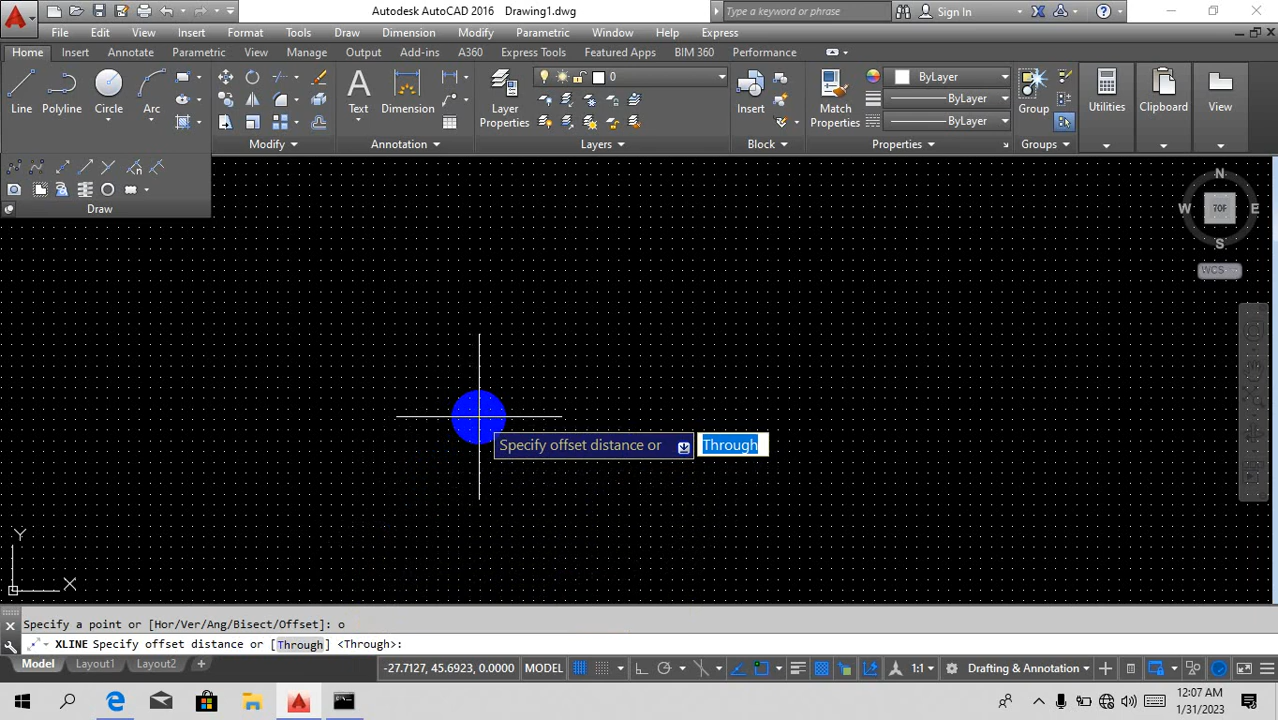 Autodesk AutoCAD 2016 Drawing1.dwg
Type a keyword or phrase
Sign In
File Edit View Insert Format Tools Draw Dimension Modify Parametric Window Help Express
Home Insert Annotation Parametric View Manage Output Add-ins A360 Express Tools Featured Apps BIM 360 Performance
Line Polyline Circle Arc
Text Dimension
Layer Properties
0
Insert
Match Properties
ByLayer
ByLayer
ByLayer
Group
Utilities Clipboard View
Modify Annotation Layers Block Properties Groups
Draw
N
W TOP E
S
WCS
Specify offset distance or Through
Y
X
Specify a point or [Hor/Ver/Ang/Bisect/Offset]: o
XLINE Specify offset distance or [Through] <Through>:
Model Layout1 Layout2 +
-27.7127, 45.6923, 0.0000 MODEL
1:1
Drafting & Annotation
12:07 AM
1/31/2023